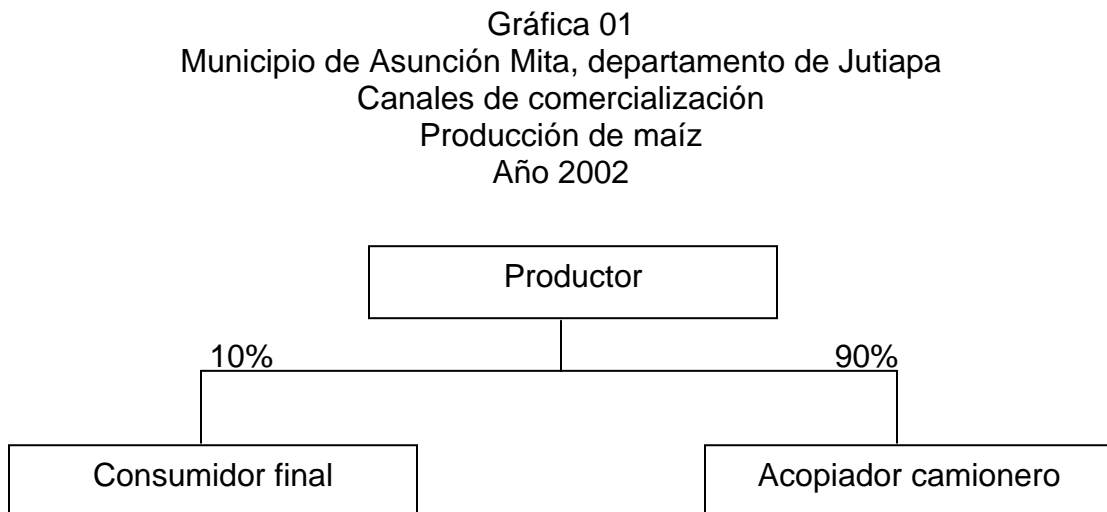 Gráfica 01
Municipio de Asunción Mita, departamento de Jutiapa
Canales de comercialización
Producción de maíz
Año 2002
Productor
10%
90%
Consumidor final
Acopiador camionero